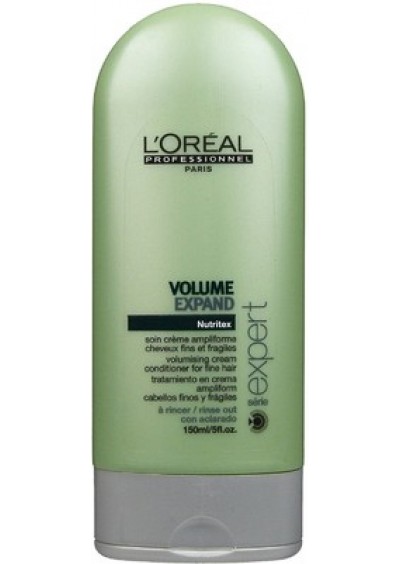 L'ORÉAL
PROFESSIONNEL
PARIS
VOLUME
EXPAND
Nutritex
soin crème ampliforme
cheveux fins et fragiles
volumising cream
conditioner for fine hair
tratamiento en crema
ampliform
cabellos finos y frágiles
à rincer / rinse out
con aclarado
150ml/5fl.oz.
série expert